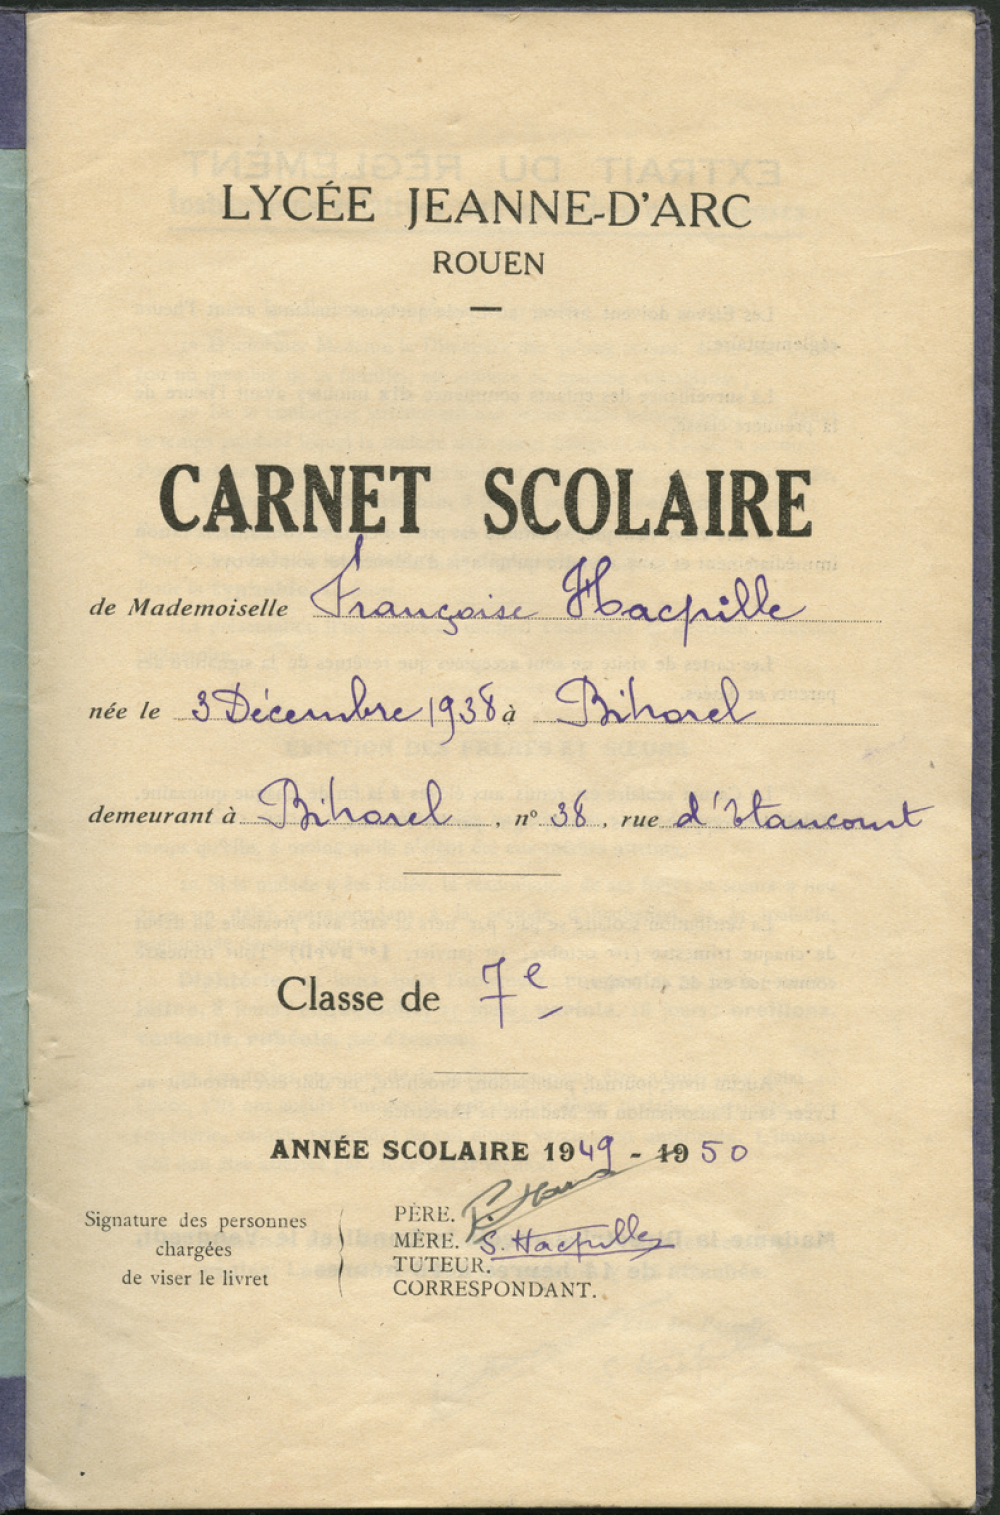 LYCÉE JEANNE-D'ARC
ROUEN
CARNET SCOLAIRE
de Mademoiselle Françoise Hacpille
née le 3 Décembre 1938 à Bihorel
demeurant à Bihorel, n° 38, rue d'Etancourt
Classe de 7e
ANNÉE SCOLAIRE 1949 - 1950
Signature des personnes
chargées
de viser le livret
PÈRE.
MÈRE. S. Hacpille
TUTEUR.
CORRESPONDANT.